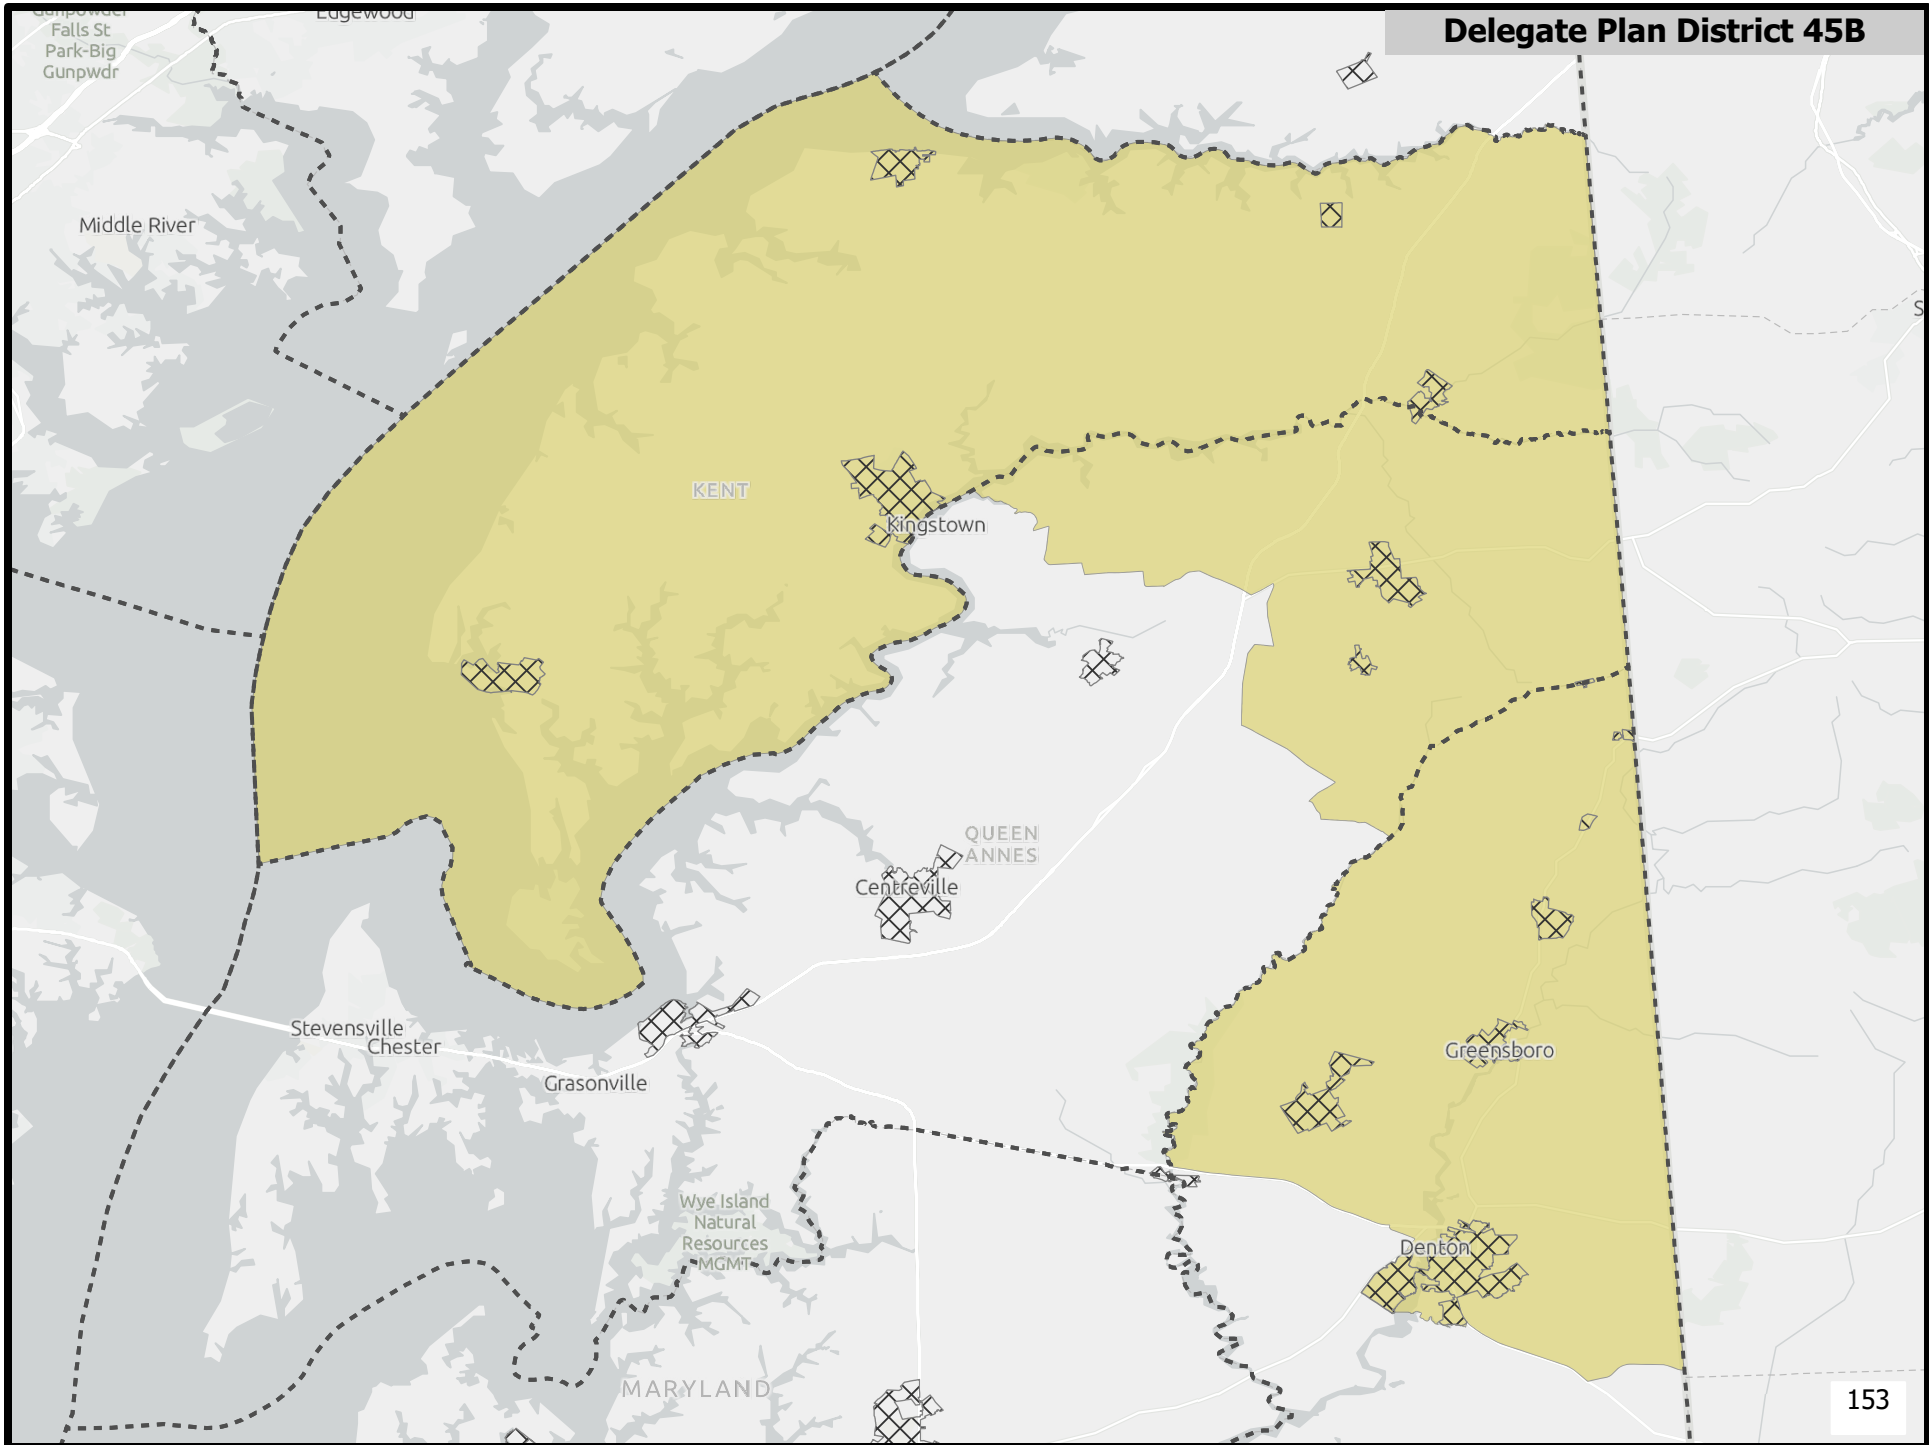 Delegate Plan District 45B
Edgewood
Gunpowder
Falls St
Park-Big
Gunpwdr
Middle River
KENT
Kingstown
QUEEN
ANNES
Centreville
Stevensville
Chester
Grasonville
Greensboro
Wye Island
Natural
Resources
MGMT
Denton
MARYLAND
153